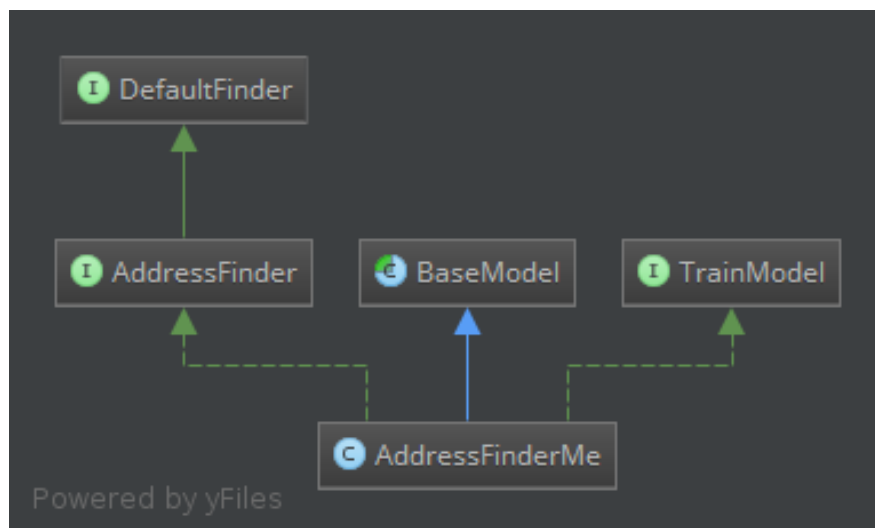 I DefaultFinder
I AddressFinder
C BaseModel
I TrainModel
C AddressFinderMe
Powered by yFiles